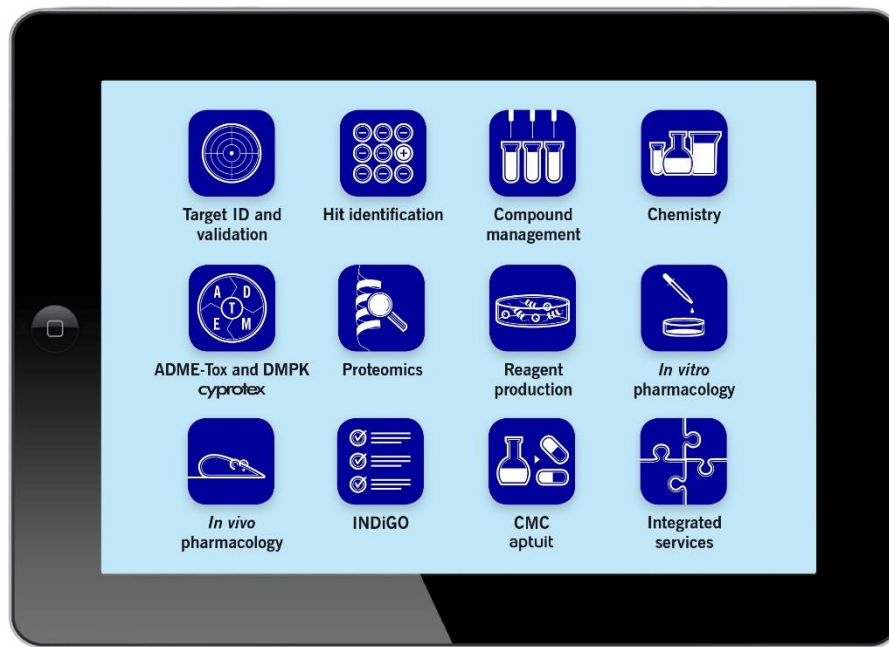 Target ID and
validation
Hit identification
Compound
management
Chemistry
A D
T
E M
ADME-Tox and DMPK
cyprotex
Proteomics
Reagent
production
In vitro
pharmacology
In vivo
pharmacology
INDiGO
CMC
aptuit
Integrated
services